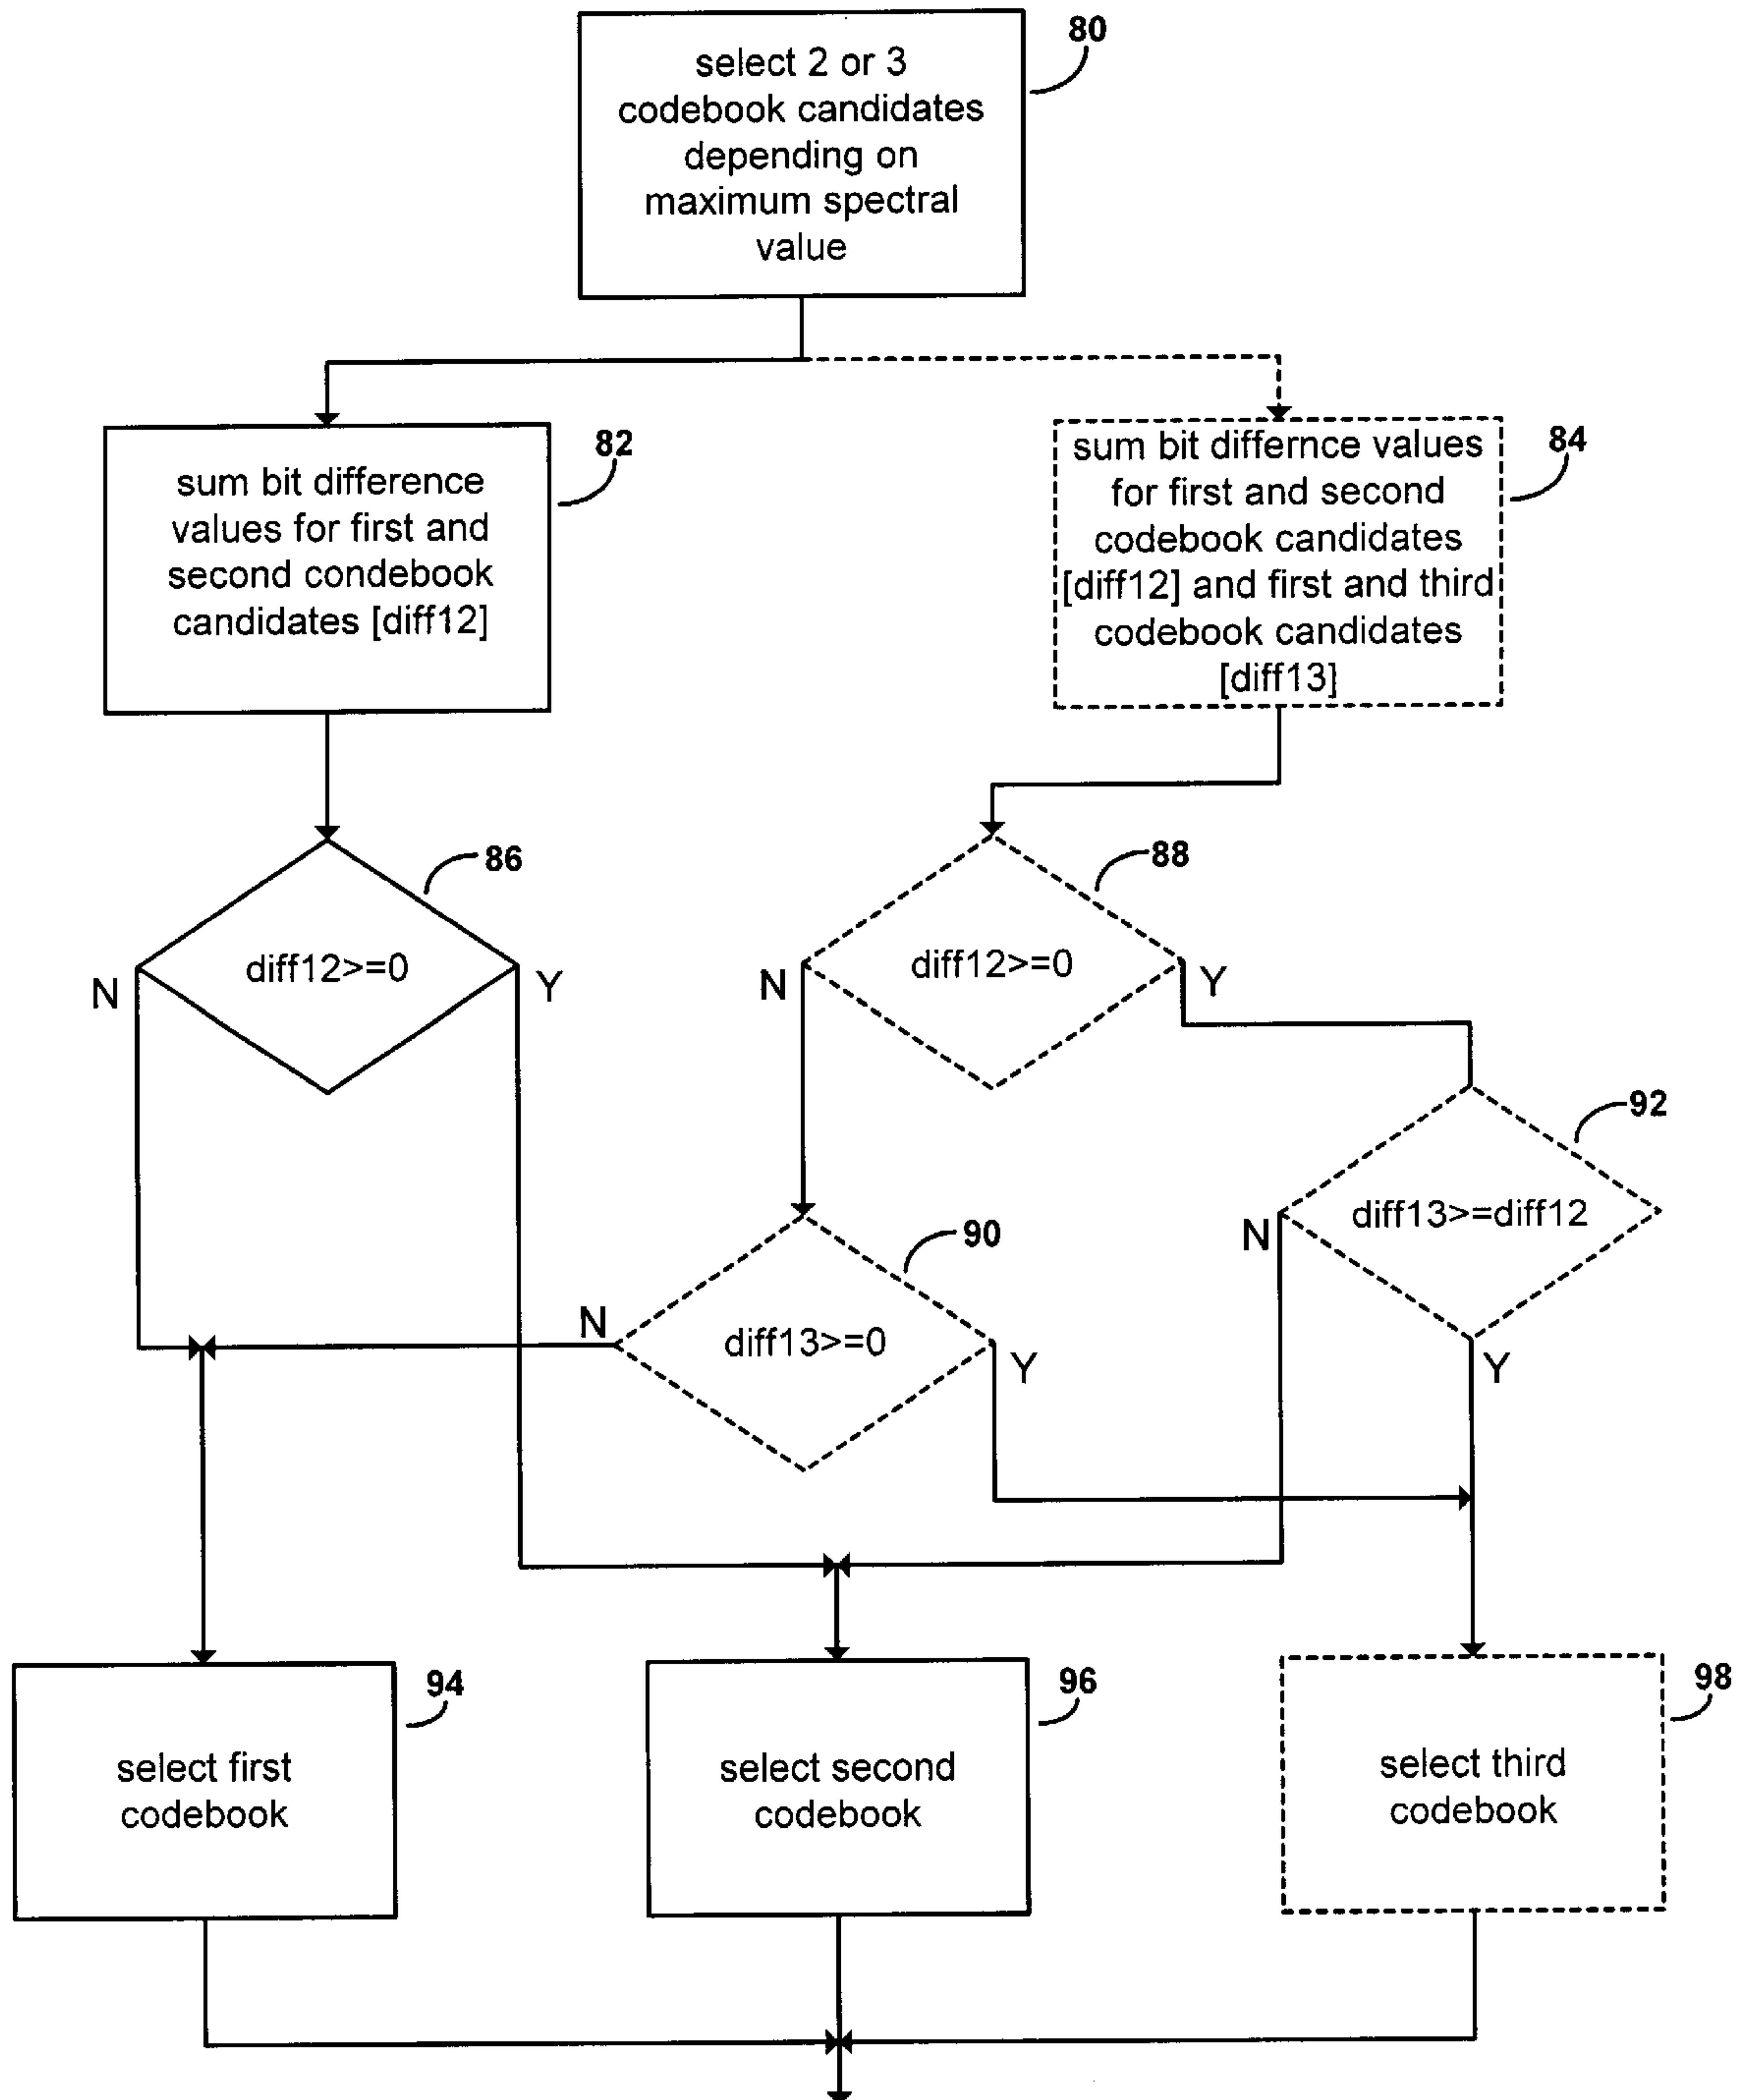 80
select 2 or 3
codebook candidates
depending on
maximum spectral
value
82
sum bit difference
values for first and
second condebook
candidates [diff12]
84
sum bit differnce values
for first and second
codebook candidates
[diff12] and first and third
codebook candidates
[diff13]
86
diff12>=0
N
Y
88
diff12>=0
N
Y
92
diff13>=diff12
N
Y
90
diff13>=0
N
Y
94
select first
codebook
96
select second
codebook
98
select third
codebook